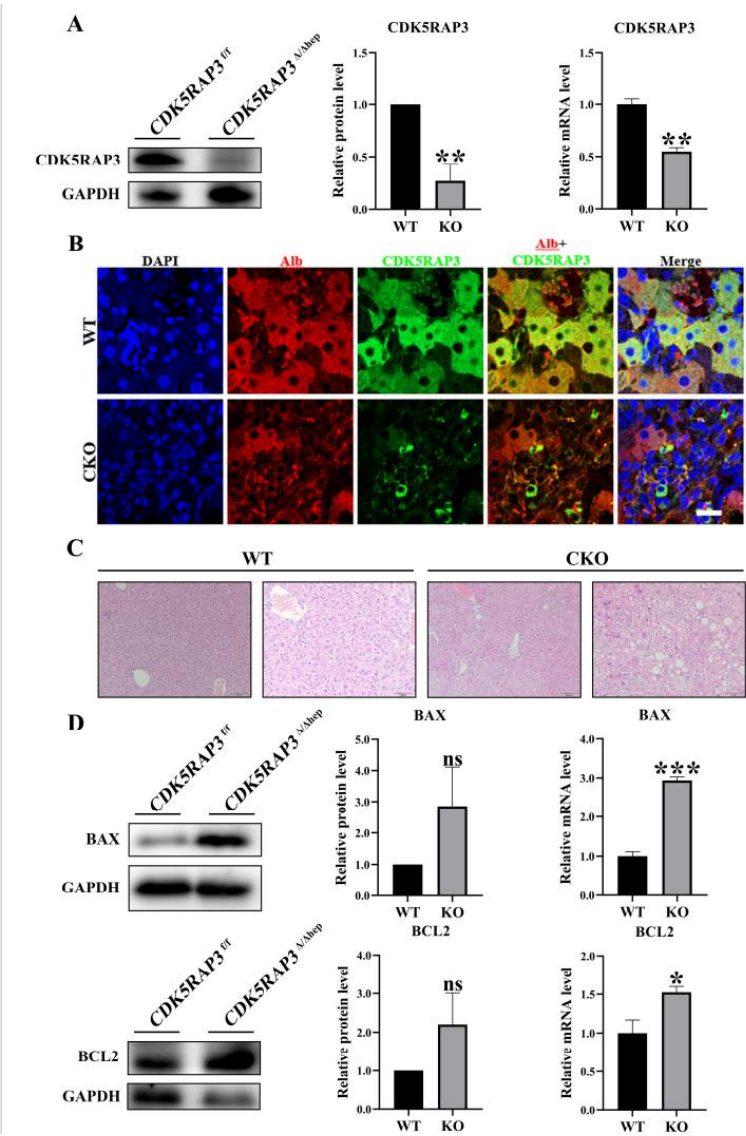 A
CDK5RAP3 f/f
CDK5RAP3 Δ/Δhep
CDK5RAP3
GAPDH
CDK5RAP3
Relative protein level
1.5
1.0
0.5
0.0
**
WT KO
CDK5RAP3
Relative mRNA level
1.5
1.0
0.5
0.0
**
WT KO
B
DAPI
Alb
CDK5RAP3
Alb+
CDK5RAP3
Merge
WT
CKO
C
WT
CKO
D
CDK5RAP3 f/f
CDK5RAP3 Δ/Δhep
BAX
GAPDH
BAX
Relative protein level
5.0
4.0
3.0
2.0
1.0
0.0
ns
WT KO
BAX
Relative mRNA level
4.0
3.0
2.0
1.0
0.0
***
WT KO
CDK5RAP3 f/f
CDK5RAP3 Δ/Δhep
BCL2
GAPDH
BCL2
Relative protein level
4.0
3.0
2.0
1.0
0.0
ns
WT KO
BCL2
Relative mRNA level
2.0
1.5
1.0
0.5
0.0
*
WT KO